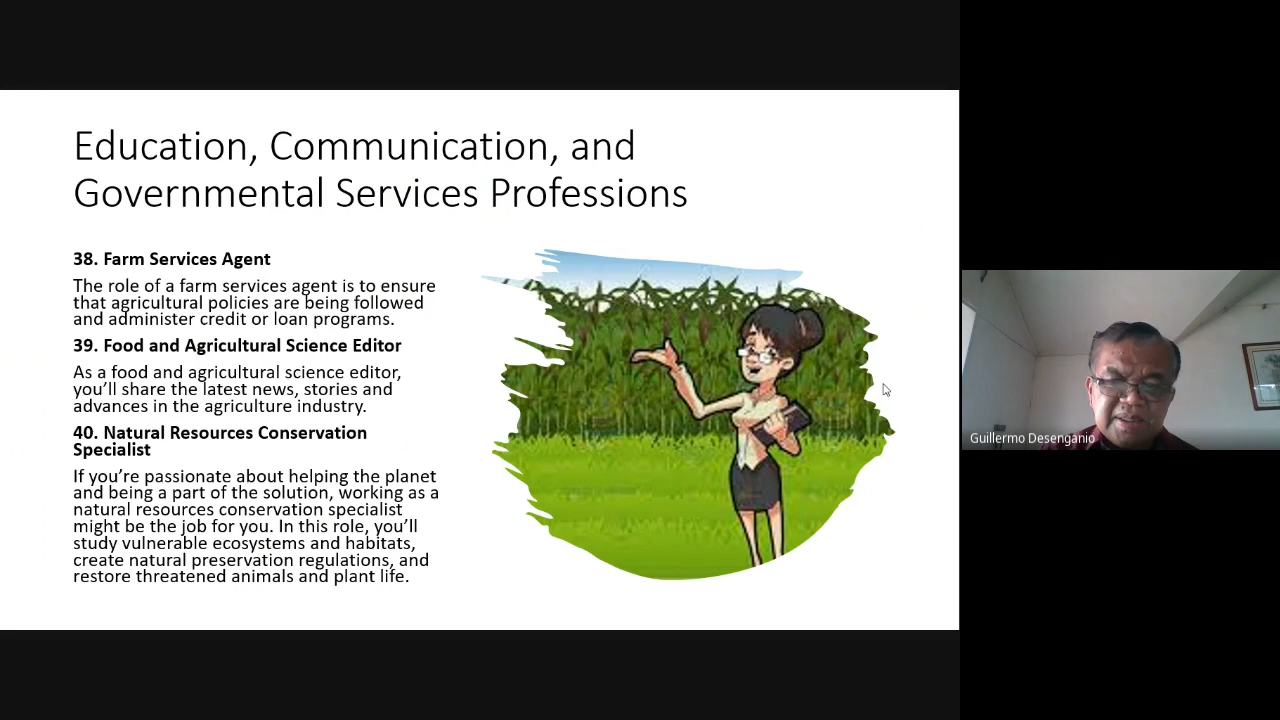 Education, Communication, and
Governmental Services Professions
38. Farm Services Agent
The role of a farm services agent is to ensure
that agricultural policies are being followed
and administer credit or loan programs.
39. Food and Agricultural Science Editor
As a food and agricultural science editor,
you’ll share the latest news, stories and
advances in the agriculture industry.
40. Natural Resources Conservation
Specialist
If you’re passionate about helping the planet
and being a part of the solution, working as a
natural resources conservation specialist
might be the job for you. In this role, you’ll
study vulnerable ecosystems and habitats,
create natural preservation regulations, and
restore threatened animals and plant life.
Guillermo Desenganio